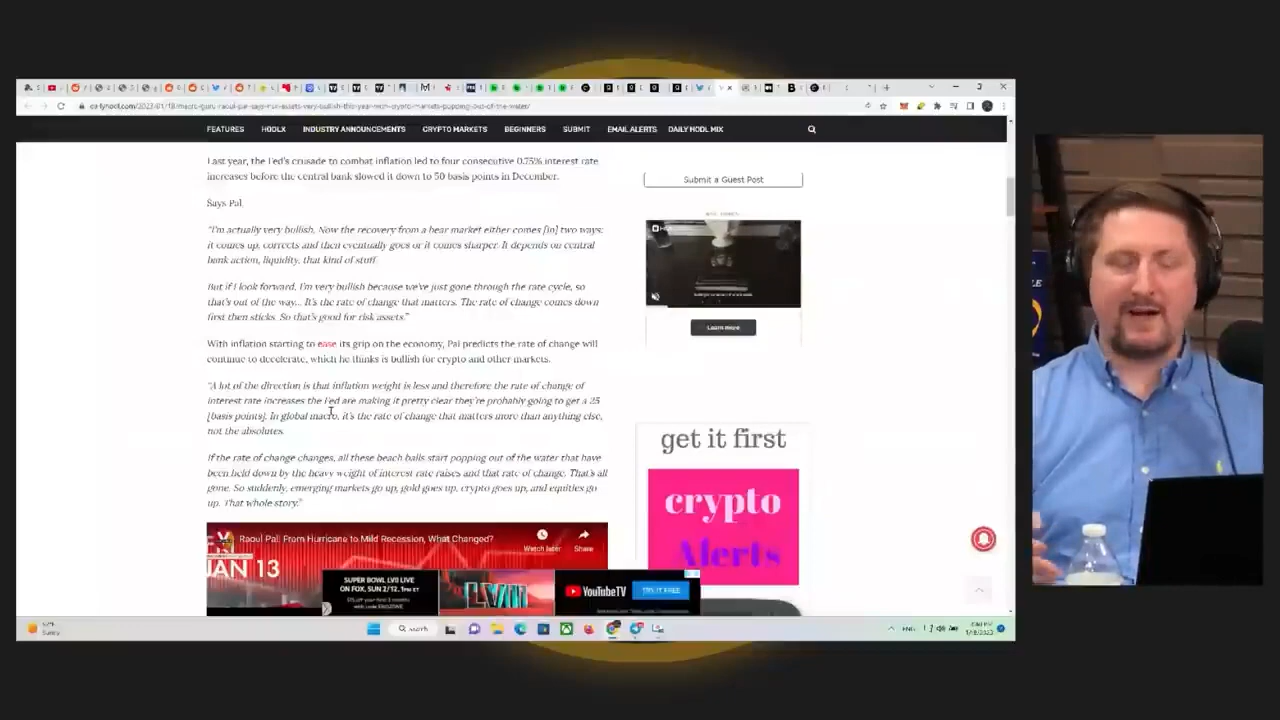 FEATURES HODLX INDUSTRY ANNOUNCEMENTS CRYPTO MARKETS BEGINNERS SUBMIT EMAIL ALERTS DAILY HODL MIX
Last year, the Fed's crusade to combat inflation led to four consecutive 0.75% interest rate
increases before the central bank slowed it down to 50 basis points in December.
Says Pal,
"I'm actually very bullish. Now the recovery from a bear market either comes [in] two ways:
it comes up, corrects and then eventually goes or it comes sharper. It depends on central
bank action, liquidity, that kind of stuff.
But if I look forward, I'm very bullish because we've just gone through the rate cycle, so
that's out of the way... It's the rate of change that matters. The rate of change comes down
first then sticks. So that's good for risk assets."
With inflation starting to ease its grip on the economy, Pal predicts the rate of change will
continue to decelerate, which he thinks is bullish for crypto and other markets.
"A lot of the direction is that inflation weight is less and therefore the rate of change of
interest rate increases the Fed are making it pretty clear they're probably going to get a 25
[basis points]. In global macro, it's the rate of change that matters more than anything else,
not the absolutes.
If the rate of change changes, all these beach balls start popping out of the water that have
been held down by the heavy weight of interest rate raises and that rate of change. That's all
gone. So suddenly, emerging markets go up, gold goes up, crypto goes up, and equities go
up. That whole story."
Raoul Pal: From Hurricane to Mild Recession, What Changed?
Watch later
Share
JAN 13
Submit a Guest Post
Learn more
get it first
crypto
Alerts
SUPER BOWL LVII LIVE
ON FOX, SUN 2/12
LVII
YouTubeTV
TRY IT FREE
Sunny
Search
ENG